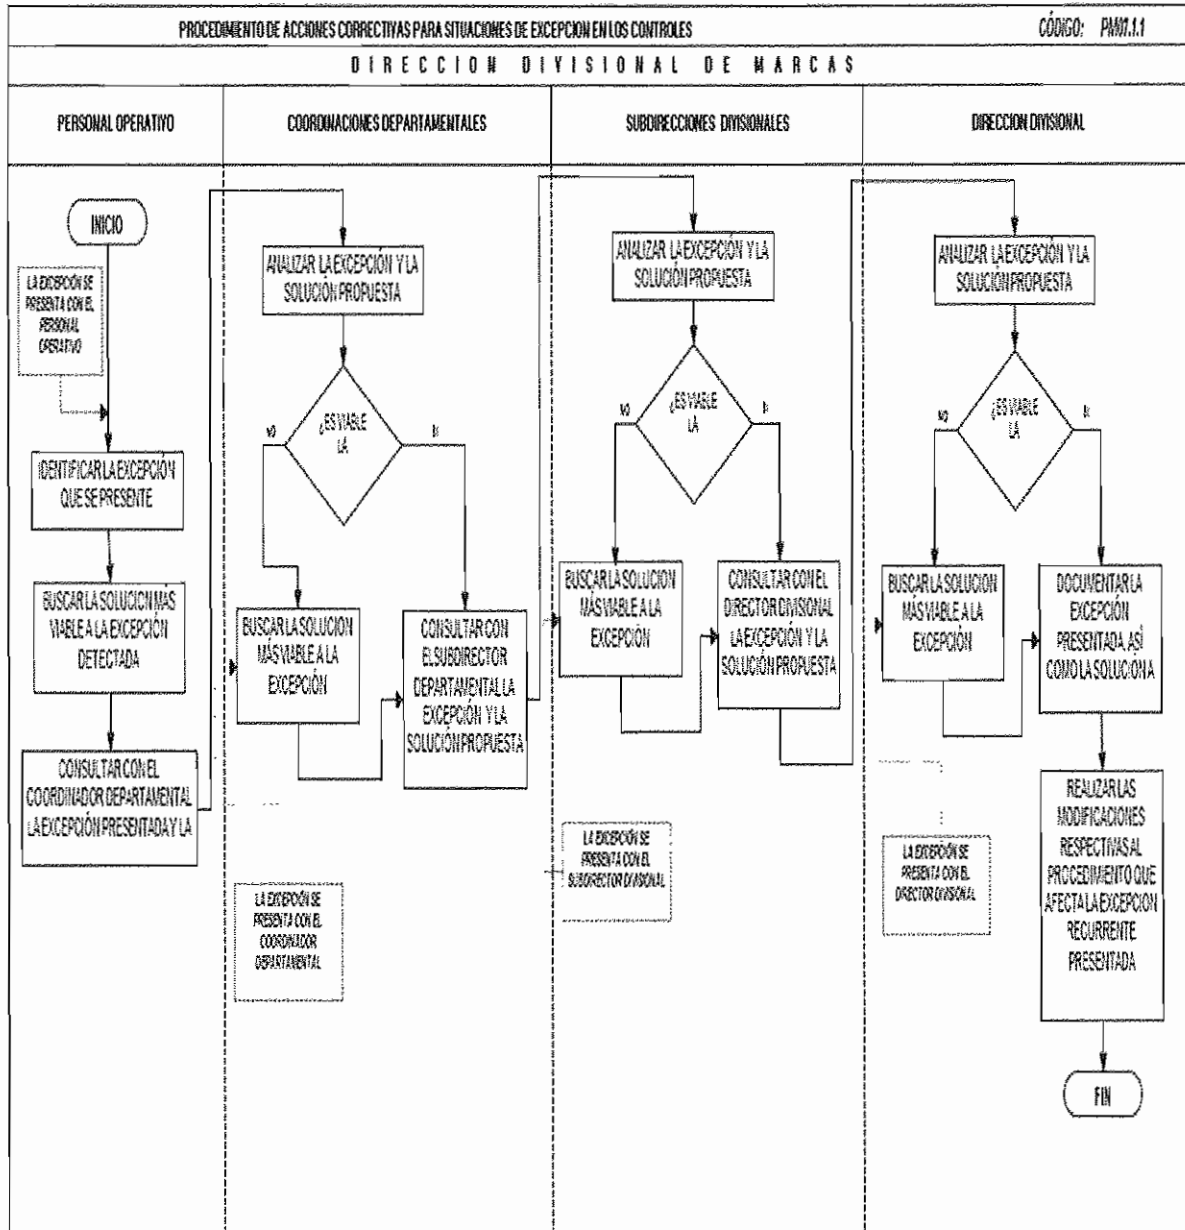 PROCEDIMIENTO DE ACCIONES CORRECTIVAS PARA SITUACIONES DE EXCEPCION EN LOS CONTROLES
CÓDIGO: PM07.1.1
DIRECCION DIVISIONAL DE MARCAS
PERSONAL OPERATIVO
COORDINACIONES DEPARTAMENTALES
SUBDIRECCIONES DIVISIONALES
DIRECCION DIVISIONAL
INICIO
LA EXCEPCIÓN SE
PRESENTA CON EL
PERSONAL
OPERATIVO
IDENTIFICAR LA EXCEPCIÓN
QUE SE PRESENTE
BUSCAR LA SOLUCION MAS
VIABLE A LA EXCEPCIÓN
DETECTADA
CONSULTAR CON EL
COORDINADOR DEPARTAMENTAL
LA EXCEPCIÓN PRESENTADA Y LA
ANALIZAR LA EXCEPCIÓN Y LA
SOLUCIÓN PROPUESTA
¿ES VIABLE
LA
NO
SI
BUSCAR LA SOLUCION
MÁS VIABLE A LA
EXCEPCIÓN
CONSULTAR CON
EL SUBDIRECTOR
DEPARTAMENTAL LA
EXCEPCIÓN Y LA
SOLUCIÓN PROPUESTA
LA EXCEPCIÓN SE
PRESENTA CON EL
COORDINADOR
DEPARTAMENTAL
ANALIZAR LA EXCEPCIÓN Y LA
SOLUCIÓN PROPUESTA
¿ES VIABLE
LA
NO
SI
BUSCAR LA SOLUCION
MÁS VIABLE A LA
EXCEPCIÓN
CONSULTAR CON EL
DIRECTOR DIVISIONAL
LA EXCEPCIÓN Y LA
SOLUCIÓN PROPUESTA
LA EXCEPCIÓN SE
PRESENTA CON EL
SUBDIRECTOR DIVISIONAL
ANALIZAR LA EXCEPCIÓN Y LA
SOLUCIÓN PROPUESTA
¿ES VIABLE
LA
NO
SI
BUSCAR LA SOLUCION
MÁS VIABLE A LA
EXCEPCIÓN
DOCUMENTAR LA
EXCEPCIÓN
PRESENTADA, ASÍ
COMO LA SOLUCION A
LA EXCEPCIÓN SE
PRESENTA CON EL
DIRECTOR DIVISIONAL
REALIZAR LAS
MODIFICACIONES
RESPECTIVAS AL
PROCEDIMIENTO QUE
AFECTA LA EXCEPCION
RECURRENTE
PRESENTADA
FIN